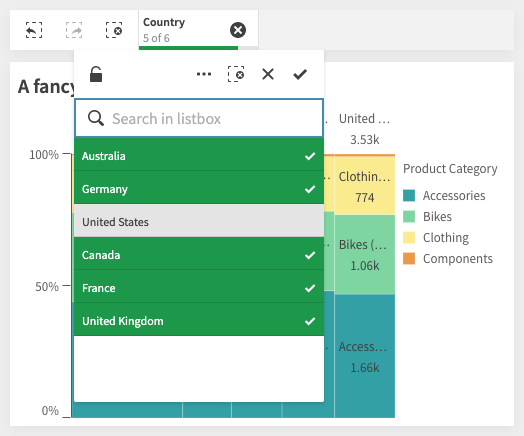 Country
5 of 6
A fancy
Search in listbox
Australia
Germany
United States
Canada
France
United Kingdom
100%
50%
0%
United ...
3.53k
Clothin...
774
Bikes (...
1.06k
Access...
1.66k
Product Category
Accessories
Bikes
Clothing
Components